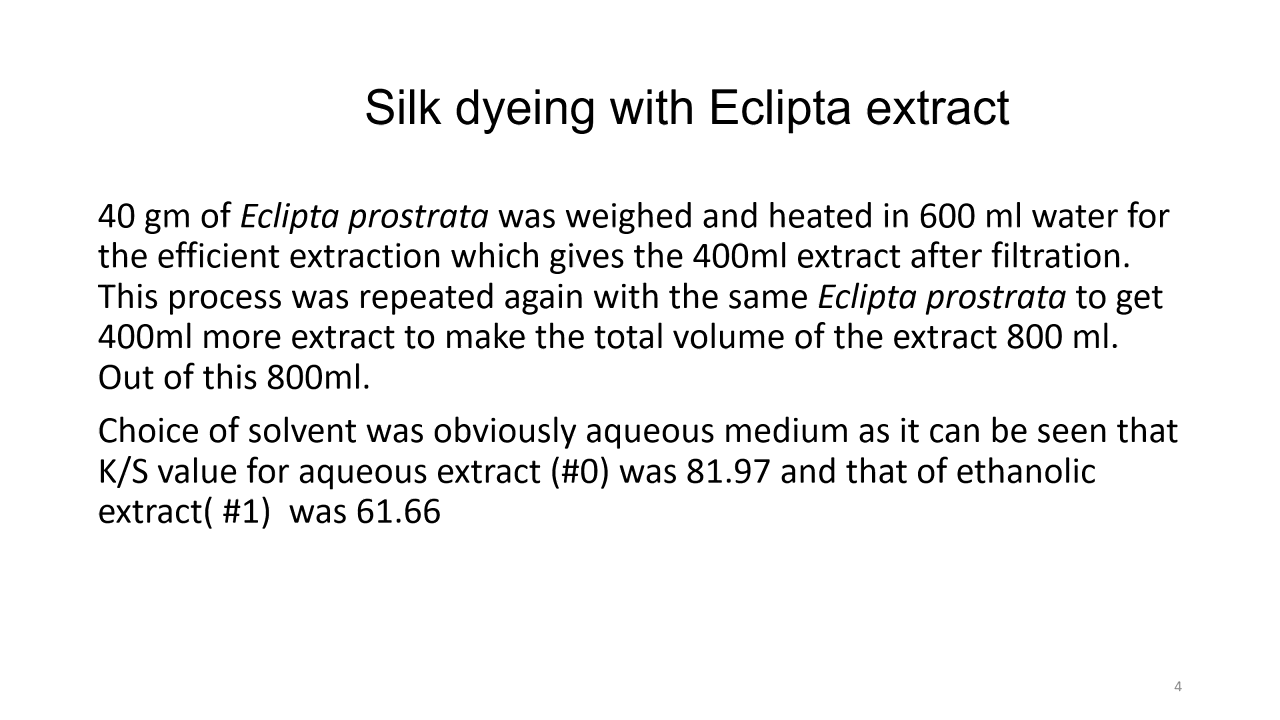 Silk dyeing with Eclipta extract
40 gm of Eclipta prostrata was weighed and heated in 600 ml water for
the efficient extraction which gives the 400ml extract after filtration.
This process was repeated again with the same Eclipta prostrata to get
400ml more extract to make the total volume of the extract 800 ml.
Out of this 800ml.
Choice of solvent was obviously aqueous medium as it can be seen that
K/S value for aqueous extract (#0) was 81.97 and that of ethanolic
extract( #1)  was 61.66
4